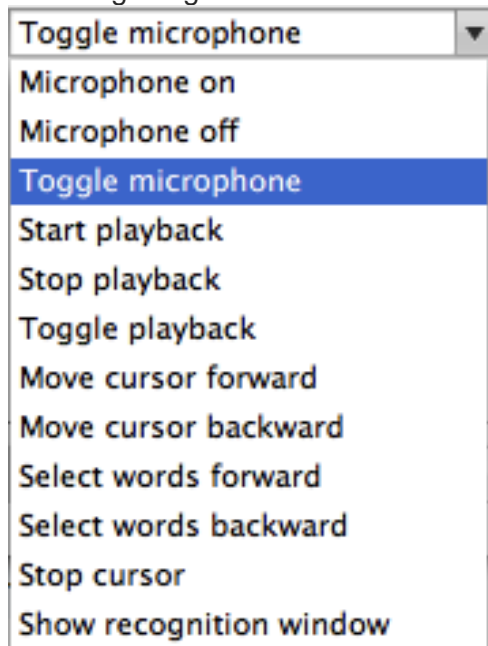 Toggle microphone
Microphone on
Microphone off
Toggle microphone
Start playback
Stop playback
Toggle playback
Move cursor forward
Move cursor backward
Select words forward
Select words backward
Stop cursor
Show recognition window